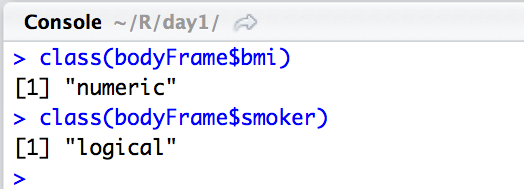 Console ~/R/day1/
> class(bodyFrame$bmi)
[1] "numeric"
> class(bodyFrame$smoker)
[1] "logical"
>